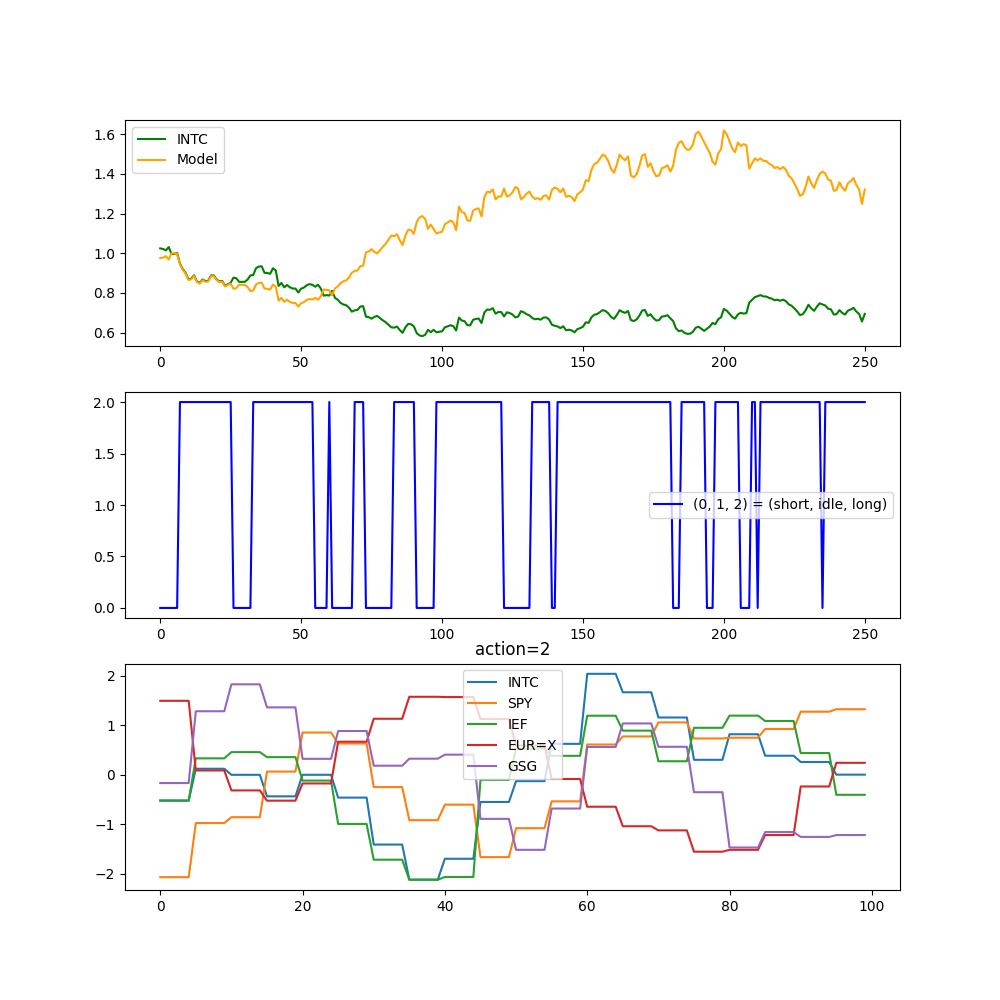 INTC
Model
1.6
1.4
1.2
1.0
0.8
0.6
0 50 100 150 200 250
2.0
1.5
1.0
0.5
0.0
(0, 1, 2) = (short, idle, long)
0 50 100 150 200 250
action=2
INTC
SPY
IEF
EUR=X
GSG
2
1
0
−1
−2
0 20 40 60 80 100